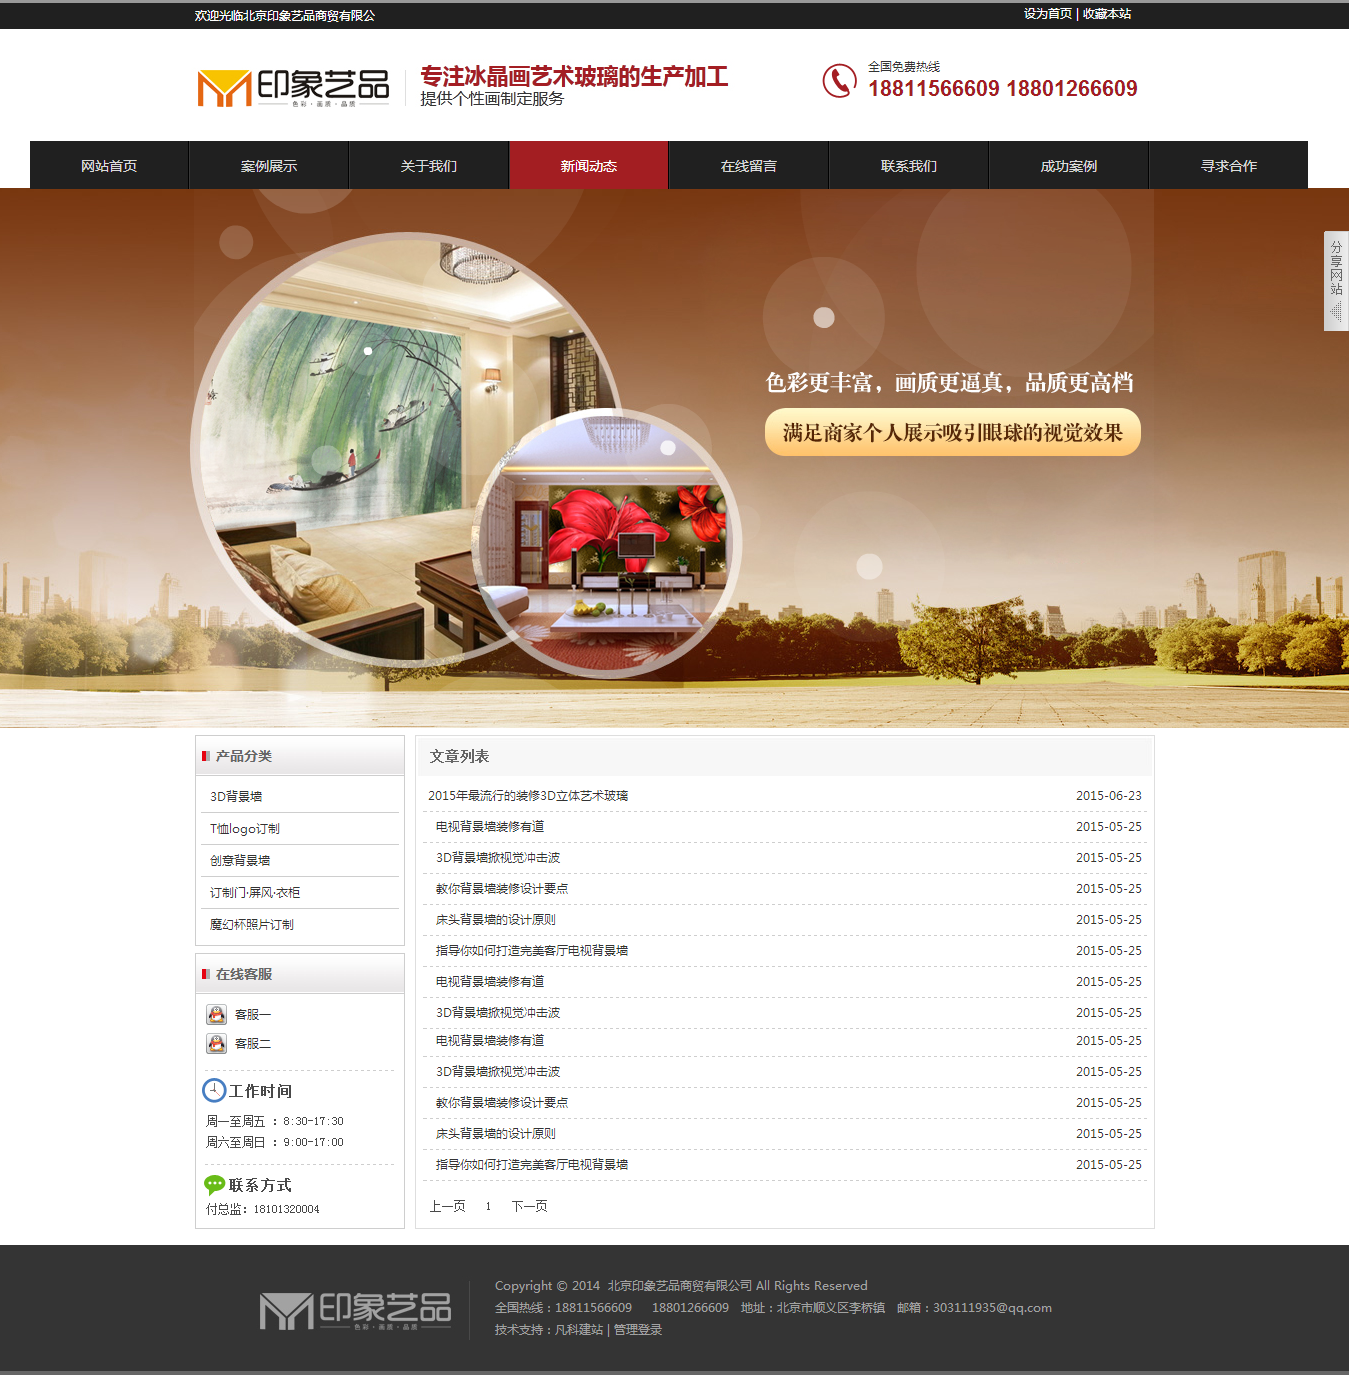 欢迎光临北京印象艺品商贸有限公
设为首页 | 收藏本站
印象艺品
色彩·画质·品质
专注冰晶画艺术玻璃的生产加工
提供个性画制定服务
全国免费热线
18811566609 18801266609
网站首页 案例展示 关于我们 新闻动态 在线留言 联系我们 成功案例 寻求合作
分享网站
色彩更丰富，画质更逼真，品质更高档
满足商家个人展示吸引眼球的视觉效果
产品分类
3D背景墙
T恤logo订制
创意背景墙
订制门·屏风·衣柜
魔幻杯照片订制
在线客服
客服一
客服二
工作时间
周一至周五 ：8:30-17:30
周六至周日 ：9:00-17:00
联系方式
付总监：18101320004
文章列表
2015年最流行的装修3D立体艺术玻璃 2015-06-23
电视背景墙装修有道 2015-05-25
3D背景墙掀视觉冲击波 2015-05-25
教你背景墙装修设计要点 2015-05-25
床头背景墙的设计原则 2015-05-25
指导你如何打造完美客厅电视背景墙 2015-05-25
电视背景墙装修有道 2015-05-25
3D背景墙掀视觉冲击波 2015-05-25
电视背景墙装修有道 2015-05-25
3D背景墙掀视觉冲击波 2015-05-25
教你背景墙装修设计要点 2015-05-25
床头背景墙的设计原则 2015-05-25
指导你如何打造完美客厅电视背景墙 2015-05-25
上一页 1 下一页
印象艺品
色彩·画质·品质
Copyright © 2014 北京印象艺品商贸有限公司 All Rights Reserved
全国热线：18811566609 18801266609 地址：北京市顺义区李桥镇 邮箱：303111935@qq.com
技术支持：凡科建站 | 管理登录